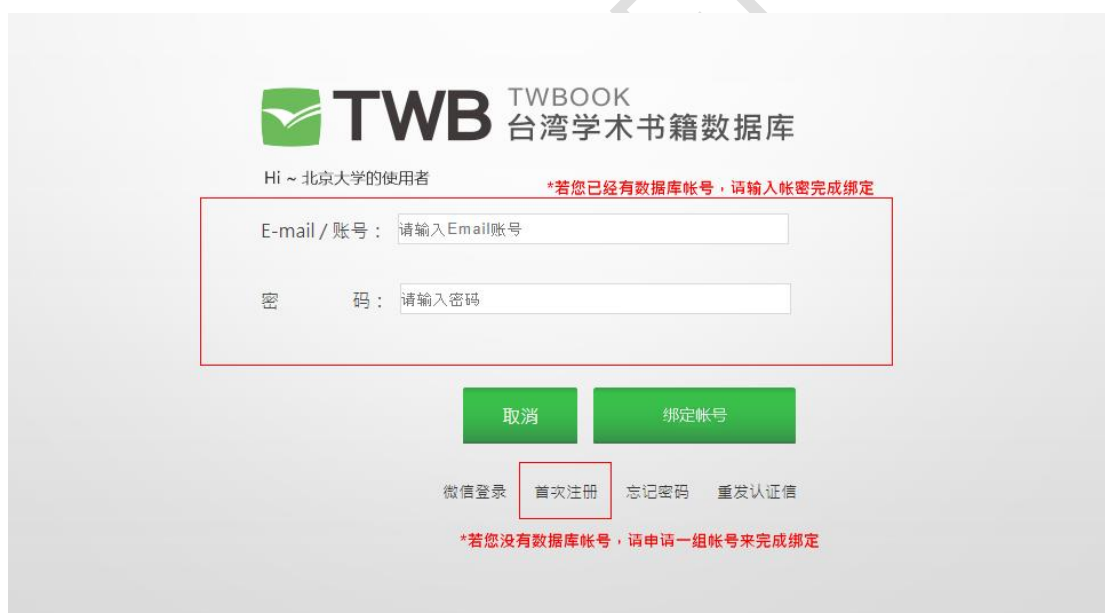 TWB TWBOOK
台湾学术书籍数据库
Hi ~ 北京大学的使用者
*若您已经有数据库帐号，请输入帐密完成绑定
E-mail / 账号： 请输入Email账号
密 码： 请输入密码
取消 绑定帐号
微信登录 首次注册 忘记密码 重发认证信
*若您没有数据库帐号，请申请一组帐号来完成绑定